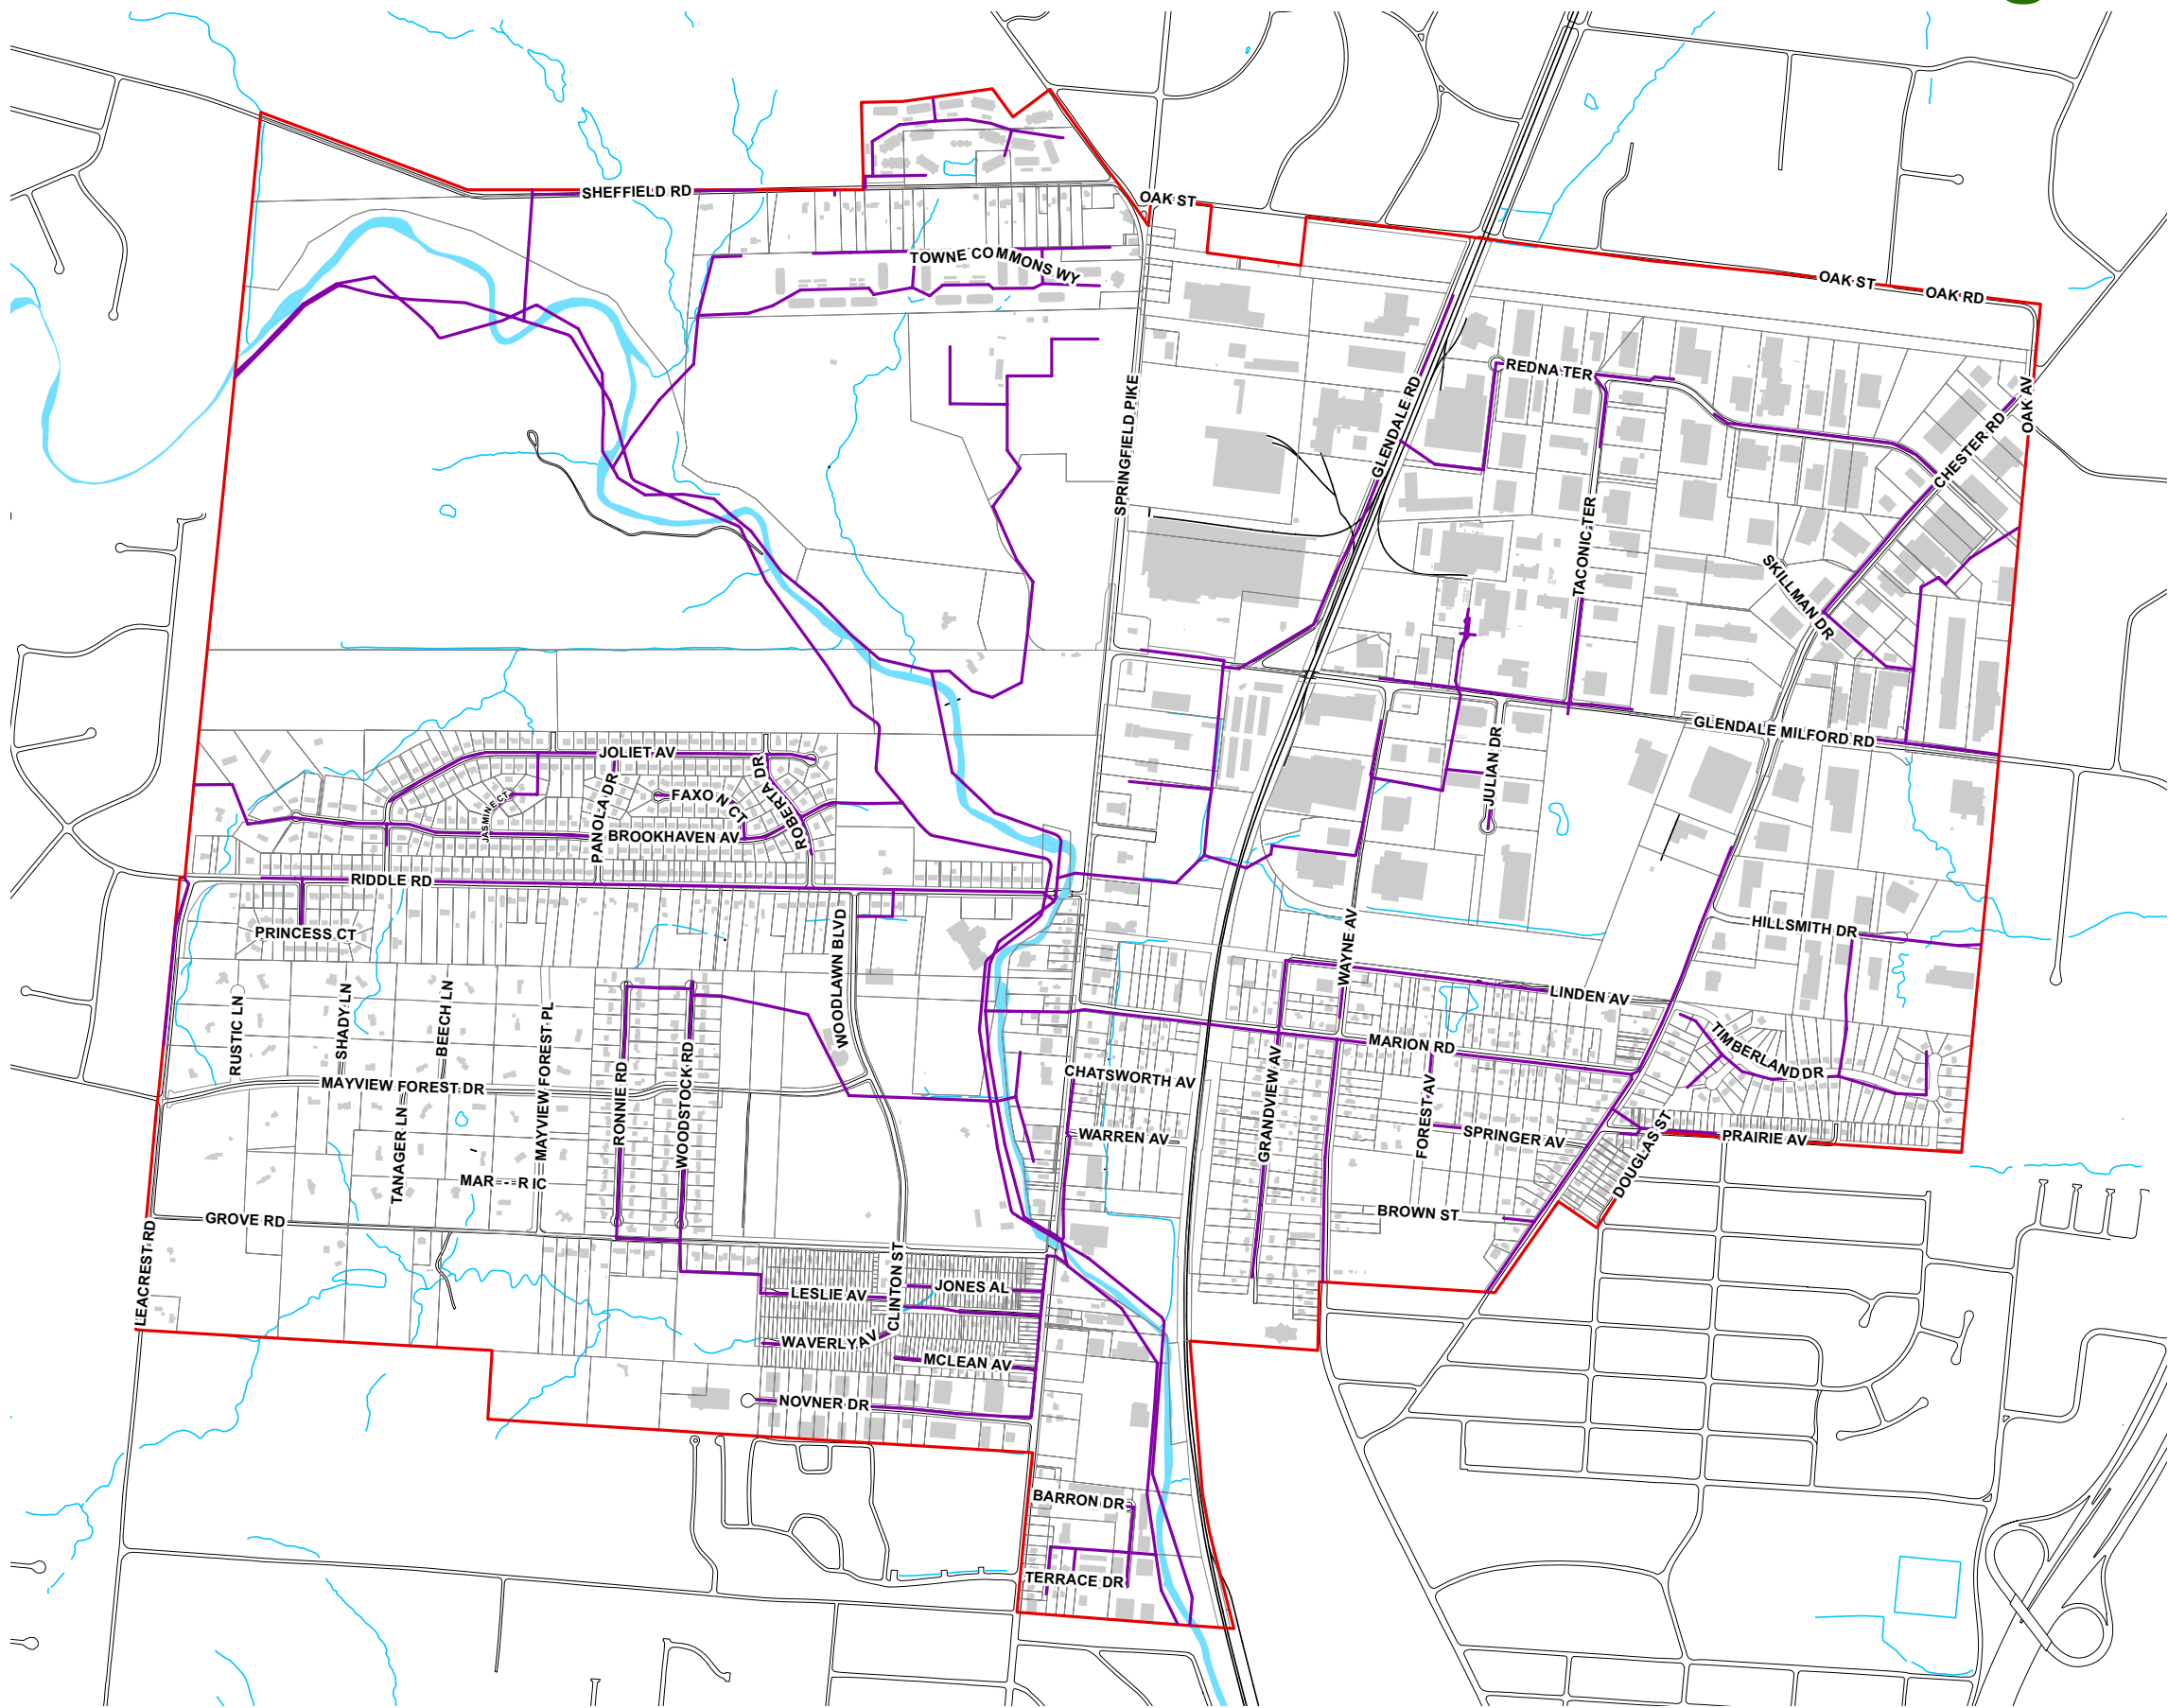 SHEFFIELD RD
OAK ST
TOWNE COMMONS WY
OAK ST
OAK RD
SPRINGFIELD PIKE
GLENDALE RD
REDNA TER
OAK AV
CHESTER RD
TACONIC TER
SKILLMAN DR
GLENDALE MILFORD RD
JOLIET AV
JASMINE CT
PANOLA DR
FAXON CT
ROBERTA DR
BROOKHAVEN AV
JULIAN DR
RIDDLE RD
PRINCESS CT
WOODLAWN BLVD
WAYNE AV
HILLSMITH DR
LINDEN AV
RUSTIC LN
SHADY LN
BEECH LN
MAYVIEW FOREST PL
MARION RD
TIMBERLAND DR
MAYVIEW FOREST DR
RONNIE RD
WOODSTOCK RD
CHATSWORTH AV
GRANDVIEW AV
FOREST AV
TANAGER LN
WARREN AV
SPRINGER AV
DOUGLAS ST
PRAIRIE AV
MAR--RIC
GROVE RD
BROWN ST
LEACREST RD
CLINTON ST
JONES AL
LESLIE AV
WAVERLY AV
MCLEAN AV
NOVNER DR
BARRON DR
TERRACE DR